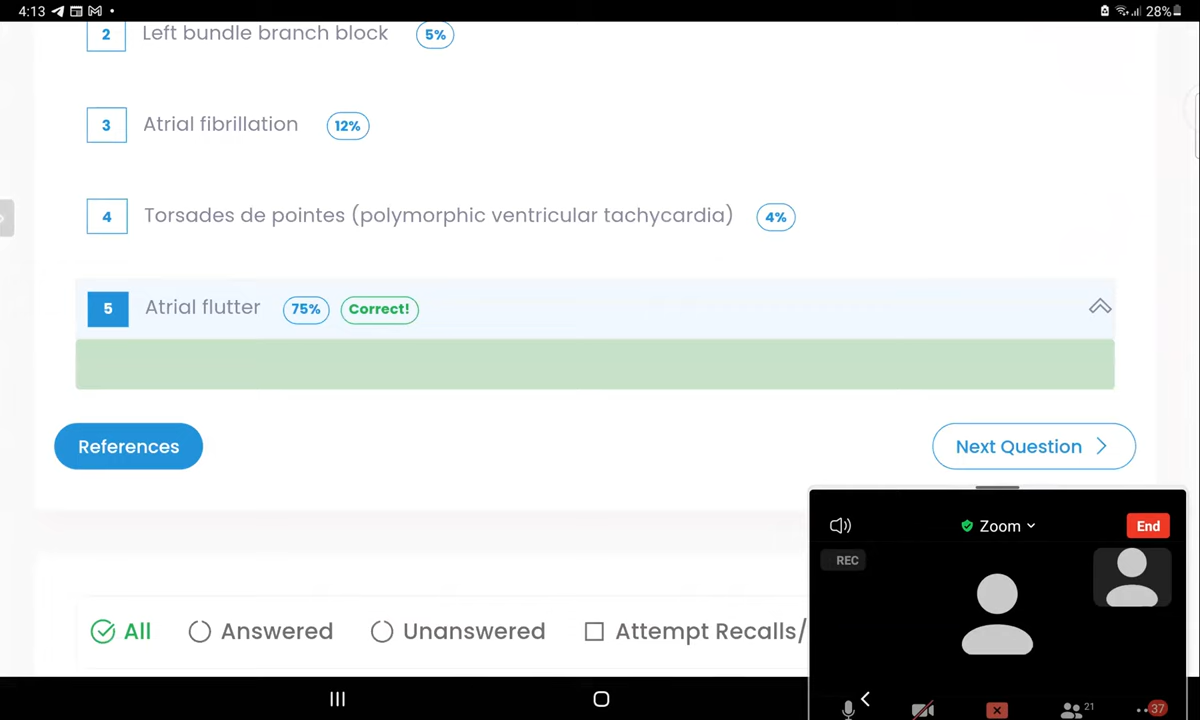 4:13 28%
2 Left bundle branch block 5%
3 Atrial fibrillation 12%
4 Torsades de pointes (polymorphic ventricular tachycardia) 4%
5 Atrial flutter 75% Correct!
References Next Question
Zoom End
REC
All Answered Unanswered Attempt Recalls/
21 37